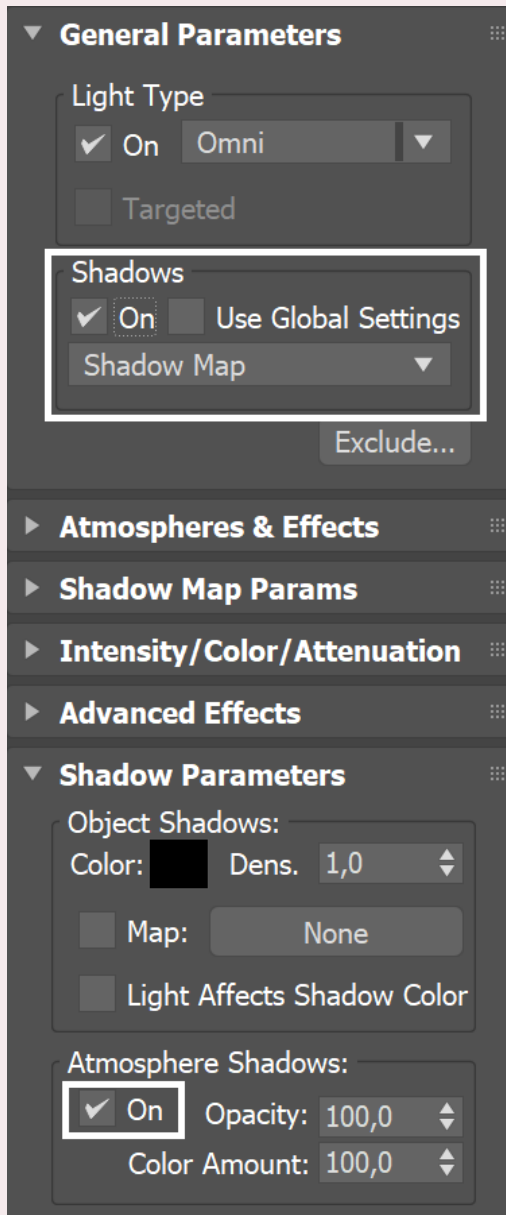 General Parameters
Light Type
On Omni
Targeted
Shadows
On Use Global Settings
Shadow Map
Exclude...
Atmospheres & Effects
Shadow Map Params
Intensity/Color/Attenuation
Advanced Effects
Shadow Parameters
Object Shadows:
Color: Dens. 1,0
Map: None
Light Affects Shadow Color
Atmosphere Shadows:
On Opacity: 100,0
Color Amount: 100,0